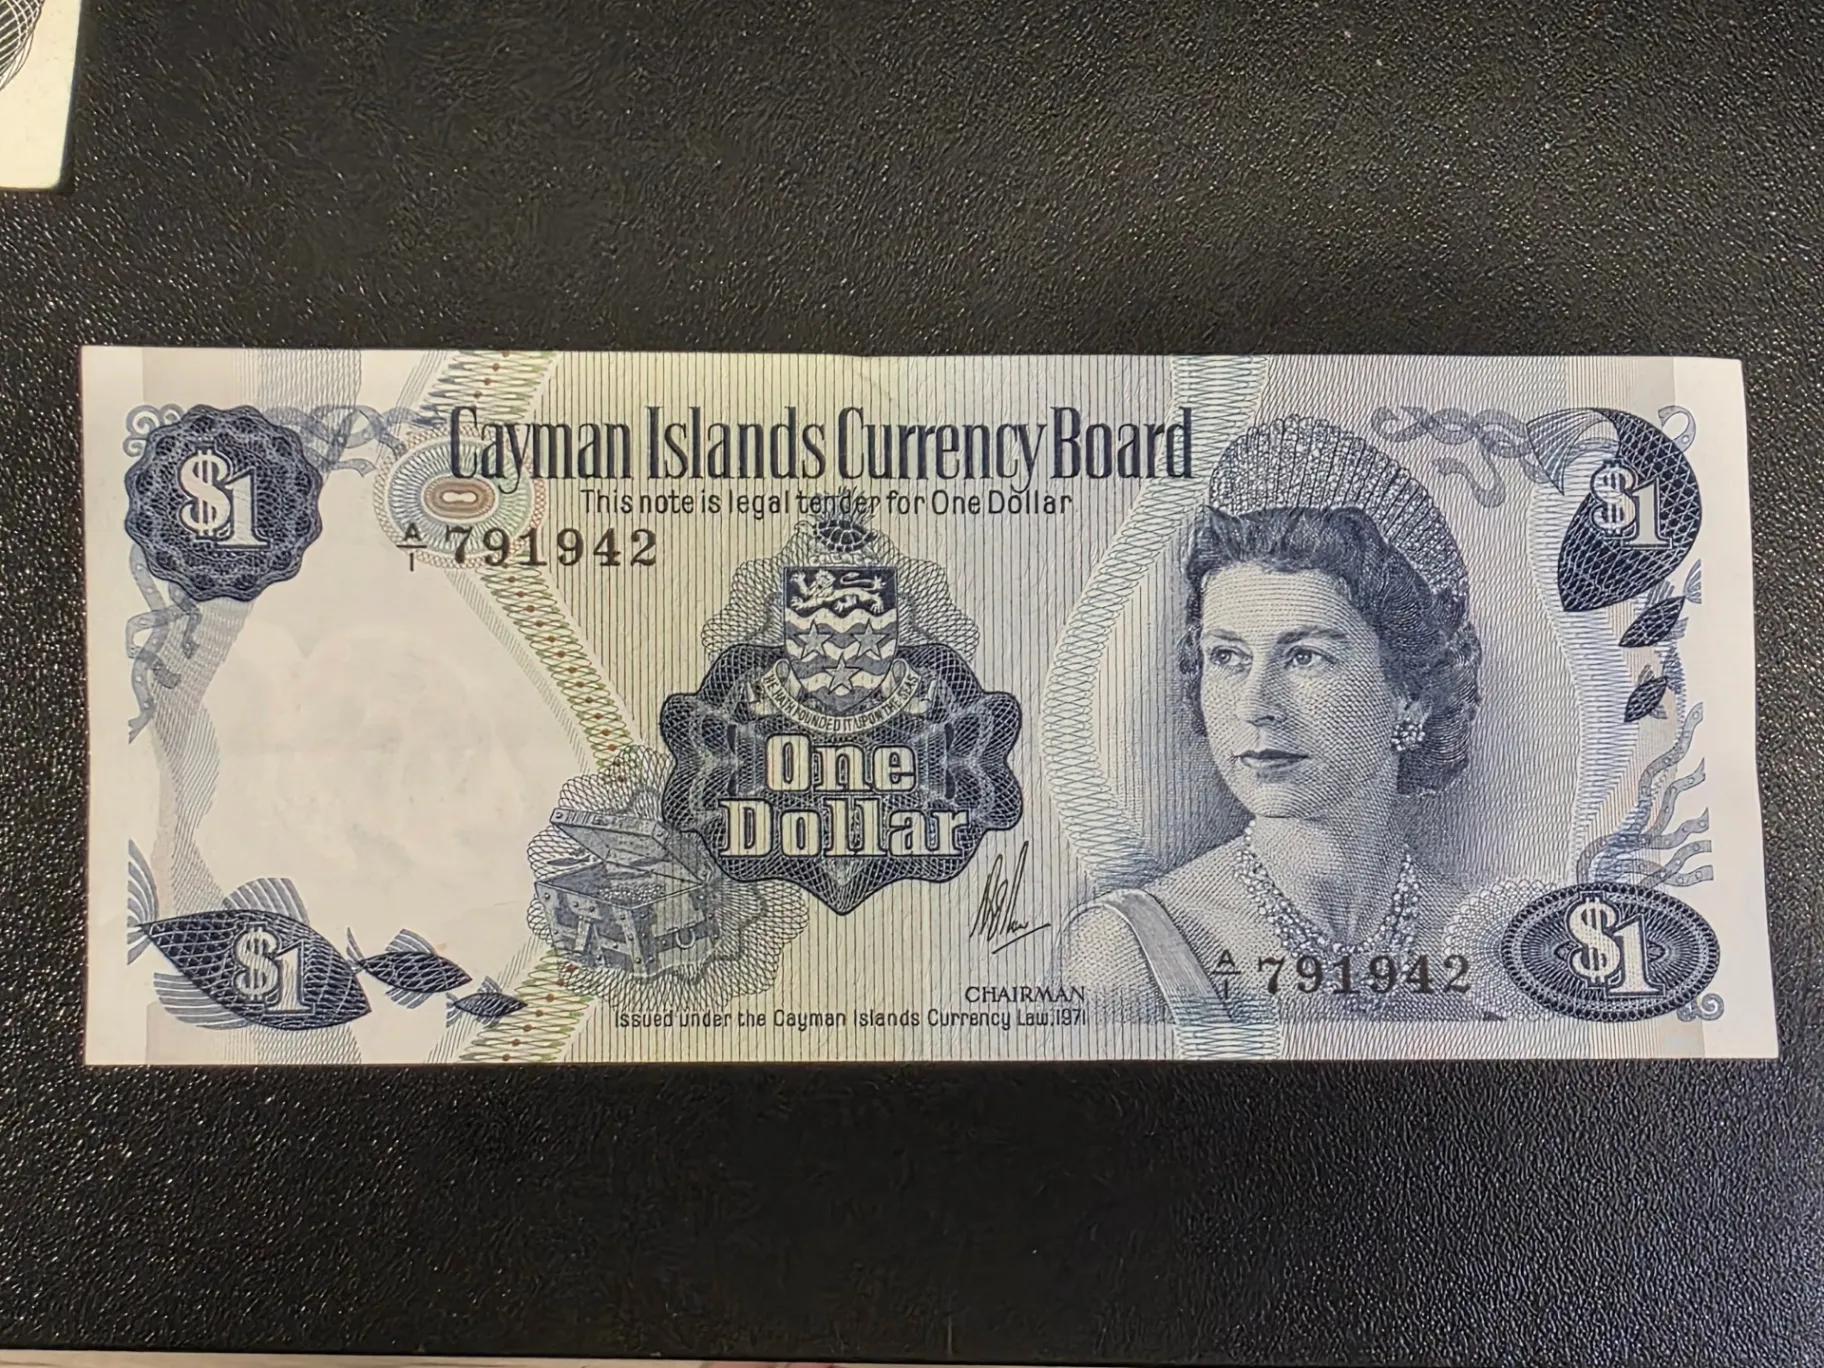 Cayman Islands Currency Board
This note is legal tender for One Dollar
$1
$1
A/1 791942
HE HATH FOUNDED IT UPON THE SEAS
One
Dollar
CHAIRMAN
Issued under the Cayman Islands Currency Law, 1971
A/1 791942
$1
$1